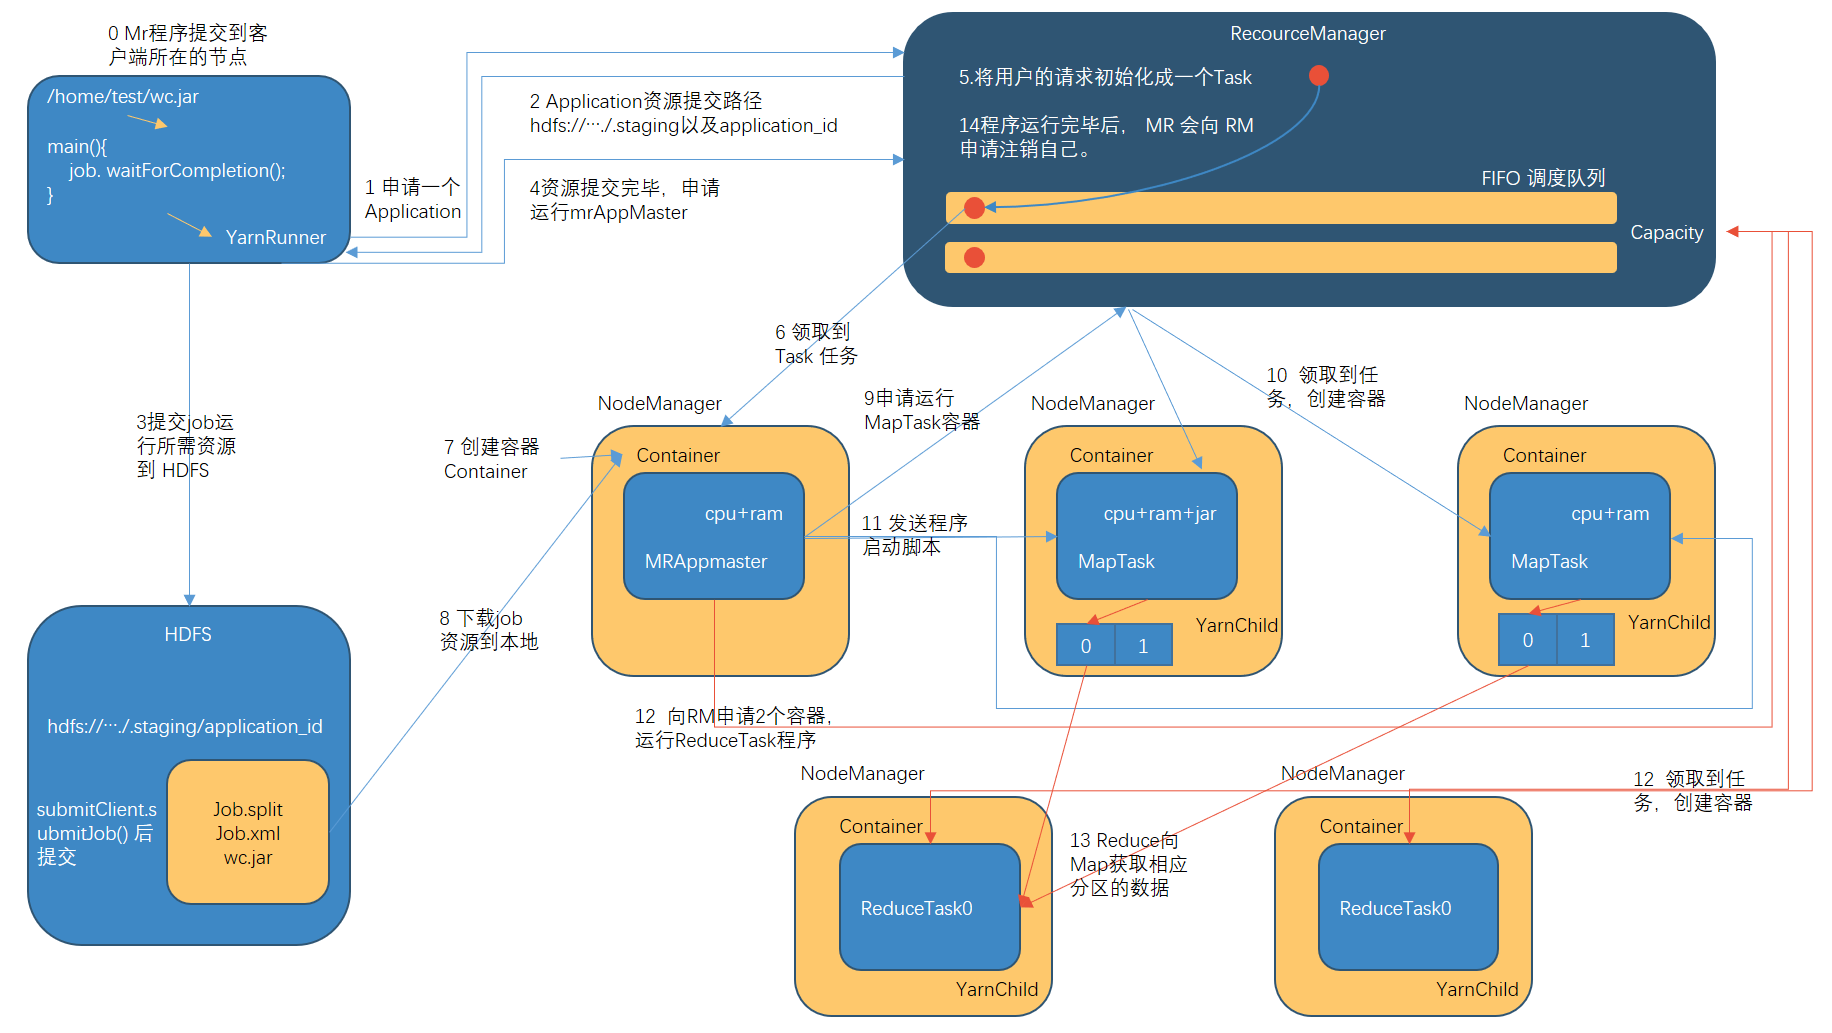 0 Mr程序提交到客
户端所在的节点
/home/test/wc.jar
main(){
job. waitForCompletion();
}
YarnRunner
1 申请一个
Application
2 Application资源提交路径
hdfs://…./.staging以及application_id
4资源提交完毕，申请
运行mrAppMaster
RecourceManager
5.将用户的请求初始化成一个Task
14程序运行完毕后， MR 会向 RM
申请注销自己。
FIFO 调度队列
Capacity
3提交job运
行所需资源
到 HDFS
6 领取到
Task 任务
7 创建容器
Container
8 下载job
资源到本地
9申请运行
MapTask容器
10 领取到任
务，创建容器
11 发送程序
启动脚本
NodeManager
Container
cpu+ram
MRAppmaster
NodeManager
Container
cpu+ram+jar
MapTask
0 1
YarnChild
NodeManager
Container
cpu+ram
MapTask
0 1
YarnChild
HDFS
hdfs://…./.staging/application_id
submitClient.s
ubmitJob() 后
提交
Job.split
Job.xml
wc.jar
12 向RM申请2个容器，
运行ReduceTask程序
NodeManager
Container
ReduceTask0
YarnChild
13 Reduce向
Map获取相应
分区的数据
NodeManager
Container
ReduceTask0
YarnChild
12 领取到任
务，创建容器